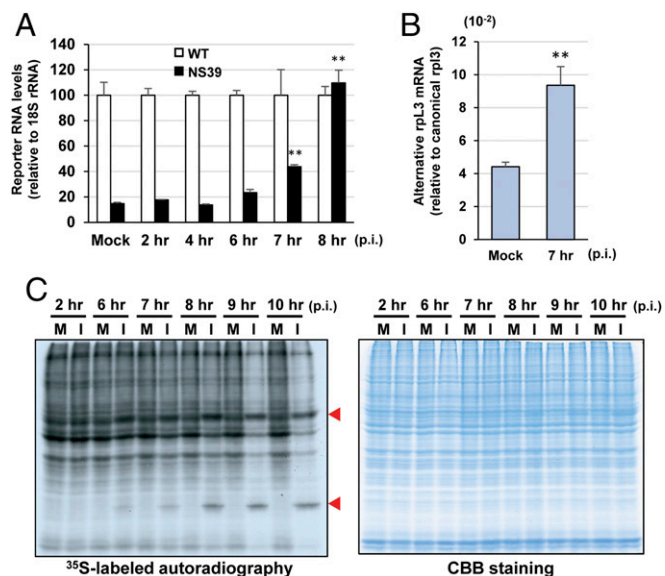 A
Reporter RNA levels
(relative to 18S rRNA)
140
120
100
80
60
40
20
0
WT
NS39
**
**
Mock 2 hr 4 hr 6 hr 7 hr 8 hr (p.i.)
B
(10-2)
Alternative rpL3 mRNA
(relative to canonical rpl3)
12
10
8
6
4
2
0
**
Mock 7 hr (p.i.)
C
2 hr 6 hr 7 hr 8 hr 9 hr 10 hr (p.i.)
M I M I M I M I M I M I
35S-labeled autoradiography
2 hr 6 hr 7 hr 8 hr 9 hr 10 hr (p.i.)
M I M I M I M I M I M I
CBB staining